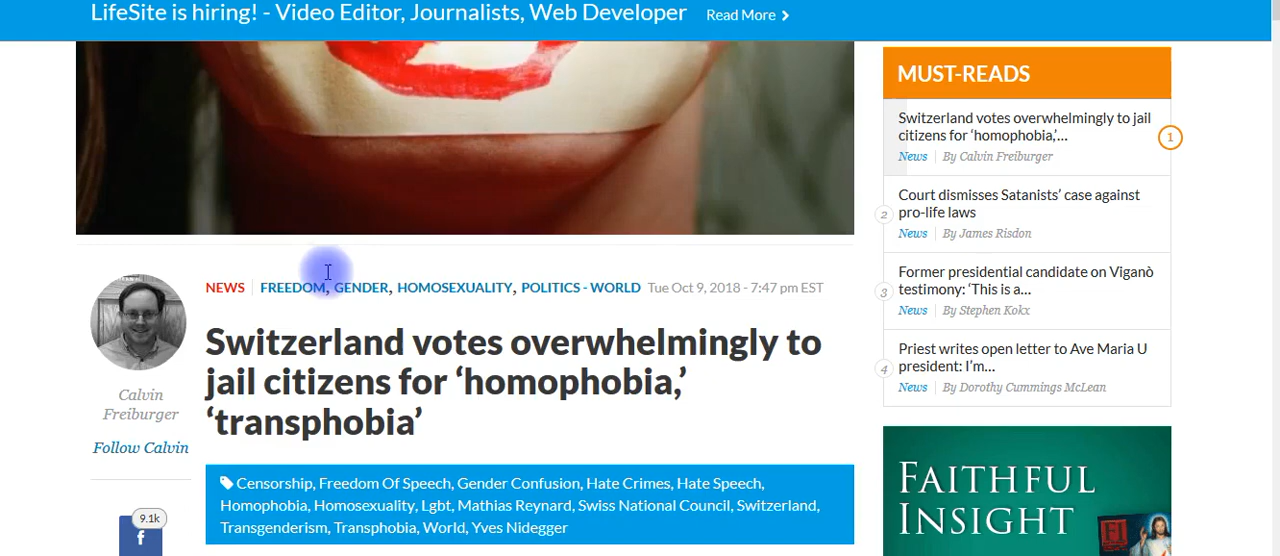 LifeSite is hiring! - Video Editor, Journalists, Web Developer Read More
MUST-READS
Switzerland votes overwhelmingly to jail
citizens for ‘homophobia,’...
1
News By Calvin Freiburger
Court dismisses Satanists’ case against
pro-life laws
2
News By James Risdon
Former presidential candidate on Viganò
testimony: ‘This is a...
3
News By Stephen Kokx
Priest writes open letter to Ave Maria U
president: I’m...
4
News By Dorothy Cummings McLean
NEWS FREEDOM, GENDER, HOMOSEXUALITY, POLITICS - WORLD Tue Oct 9, 2018 - 7:47 pm EST
Switzerland votes overwhelmingly to
jail citizens for ‘homophobia,’
‘transphobia’
Calvin
Freiburger
Follow Calvin
Censorship, Freedom Of Speech, Gender Confusion, Hate Crimes, Hate Speech,
Homophobia, Homosexuality, Lgbt, Mathias Reynard, Swiss National Council, Switzerland,
Transgenderism, Transphobia, World, Yves Nidegger
9.1k
f
FAITHFUL
INSIGHT